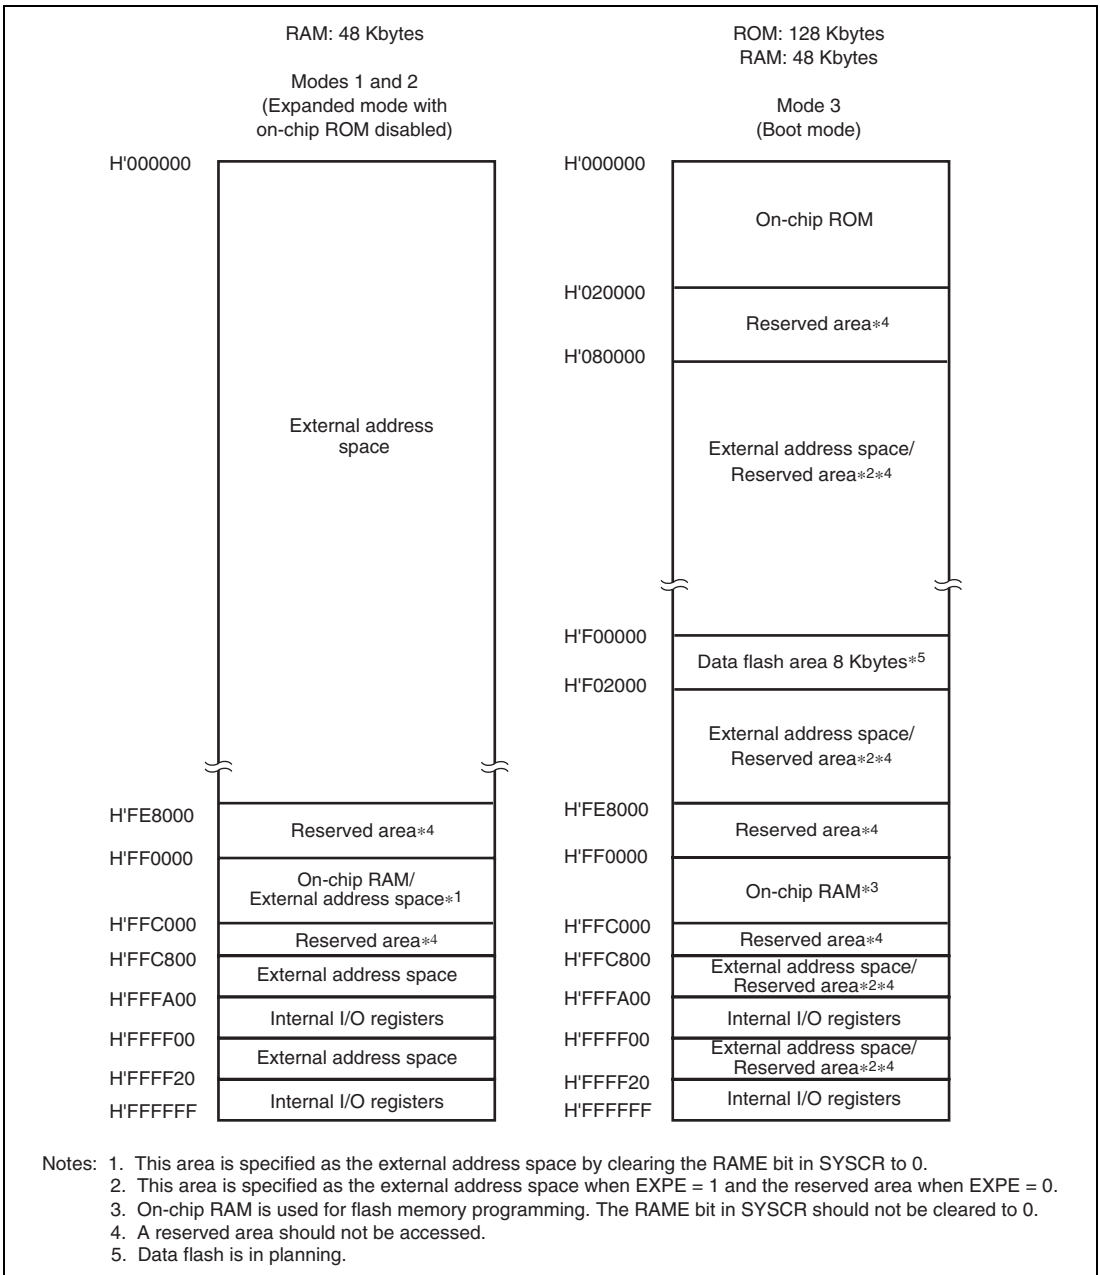 RAM: 48 Kbytes
Modes 1 and 2
(Expanded mode with
on-chip ROM disabled)
H'000000
External address
space
H'FE8000
Reserved area*4
H'FF0000
On-chip RAM/
External address space*1
H'FFC000
Reserved area*4
H'FFC800
External address space
H'FFFA00
Internal I/O registers
H'FFFF00
External address space
H'FFFF20
Internal I/O registers
H'FFFFFF
ROM: 128 Kbytes
RAM: 48 Kbytes
Mode 3
(Boot mode)
H'000000
On-chip ROM
H'020000
Reserved area*4
H'080000
External address space/
Reserved area*2*4
H'F00000
Data flash area 8 Kbytes*5
H'F02000
External address space/
Reserved area*2*4
H'FE8000
Reserved area*4
H'FF0000
On-chip RAM*3
H'FFC000
Reserved area*4
H'FFC800
External address space/
Reserved area*2*4
H'FFFA00
Internal I/O registers
H'FFFF00
External address space/
Reserved area*2*4
H'FFFF20
Internal I/O registers
H'FFFFFF
Notes: 1. This area is specified as the external address space by clearing the RAME bit in SYSCR to 0.
2. This area is specified as the external address space when EXPE = 1 and the reserved area when EXPE = 0.
3. On-chip RAM is used for flash memory programming. The RAME bit in SYSCR should not be cleared to 0.
4. A reserved area should not be accessed.
5. Data flash is in planning.